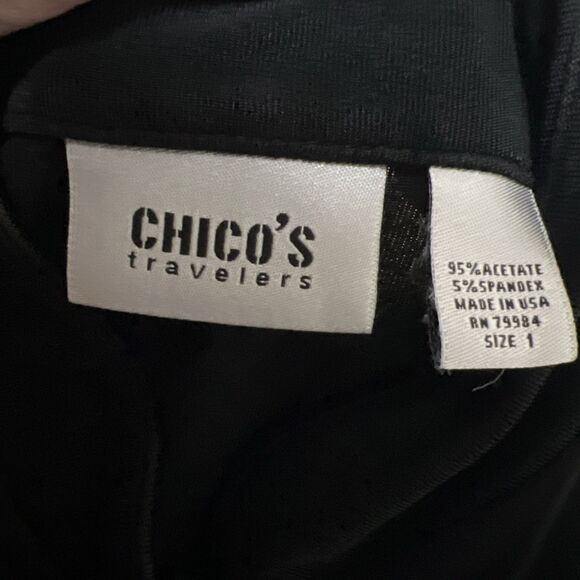 CHICO'S
travelers
95% ACETATE
5% SPANDEX
MADE IN USA
RN 79984
SIZE 1